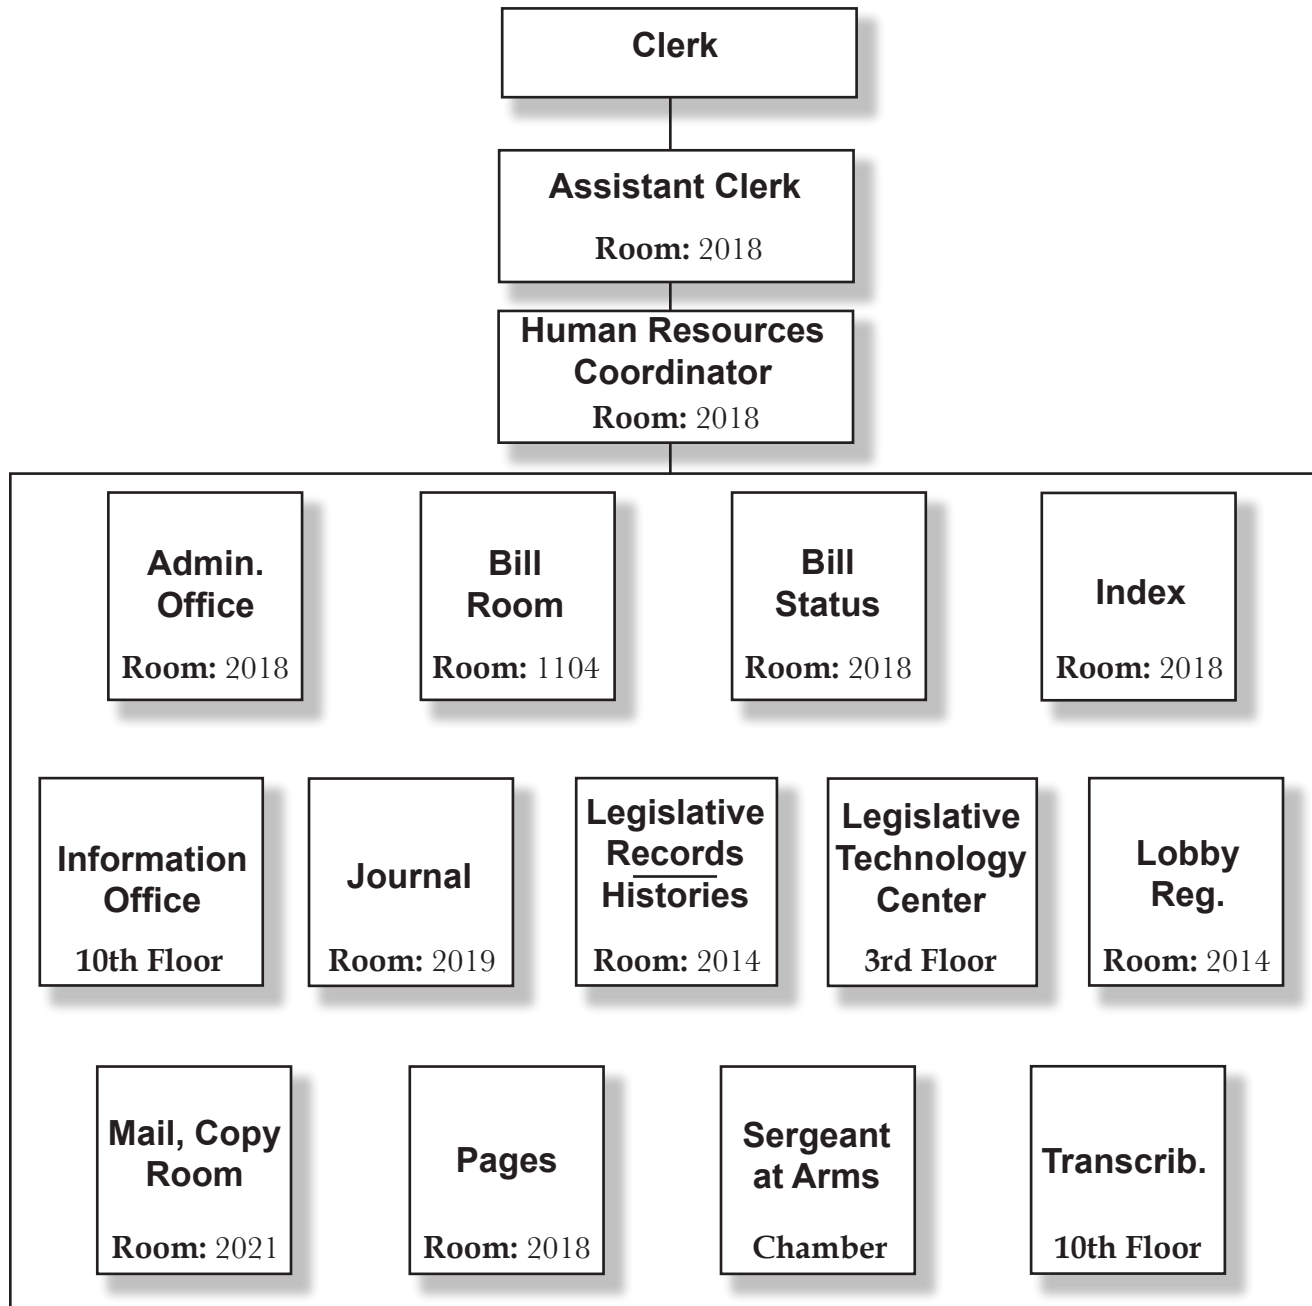 Clerk
Assistant Clerk
Room: 2018
Human Resources
Coordinator
Room: 2018
Admin.
Office
Room: 2018
Bill
Room
Room: 1104
Bill
Status
Room: 2018
Index
Room: 2018
Information
Office
10th Floor
Journal
Room: 2019
Legislative
Records
Histories
Room: 2014
Legislative
Technology
Center
3rd Floor
Lobby
Reg.
Room: 2014
Mail, Copy
Room
Room: 2021
Pages
Room: 2018
Sergeant
at Arms
Chamber
Transcrib.
10th Floor